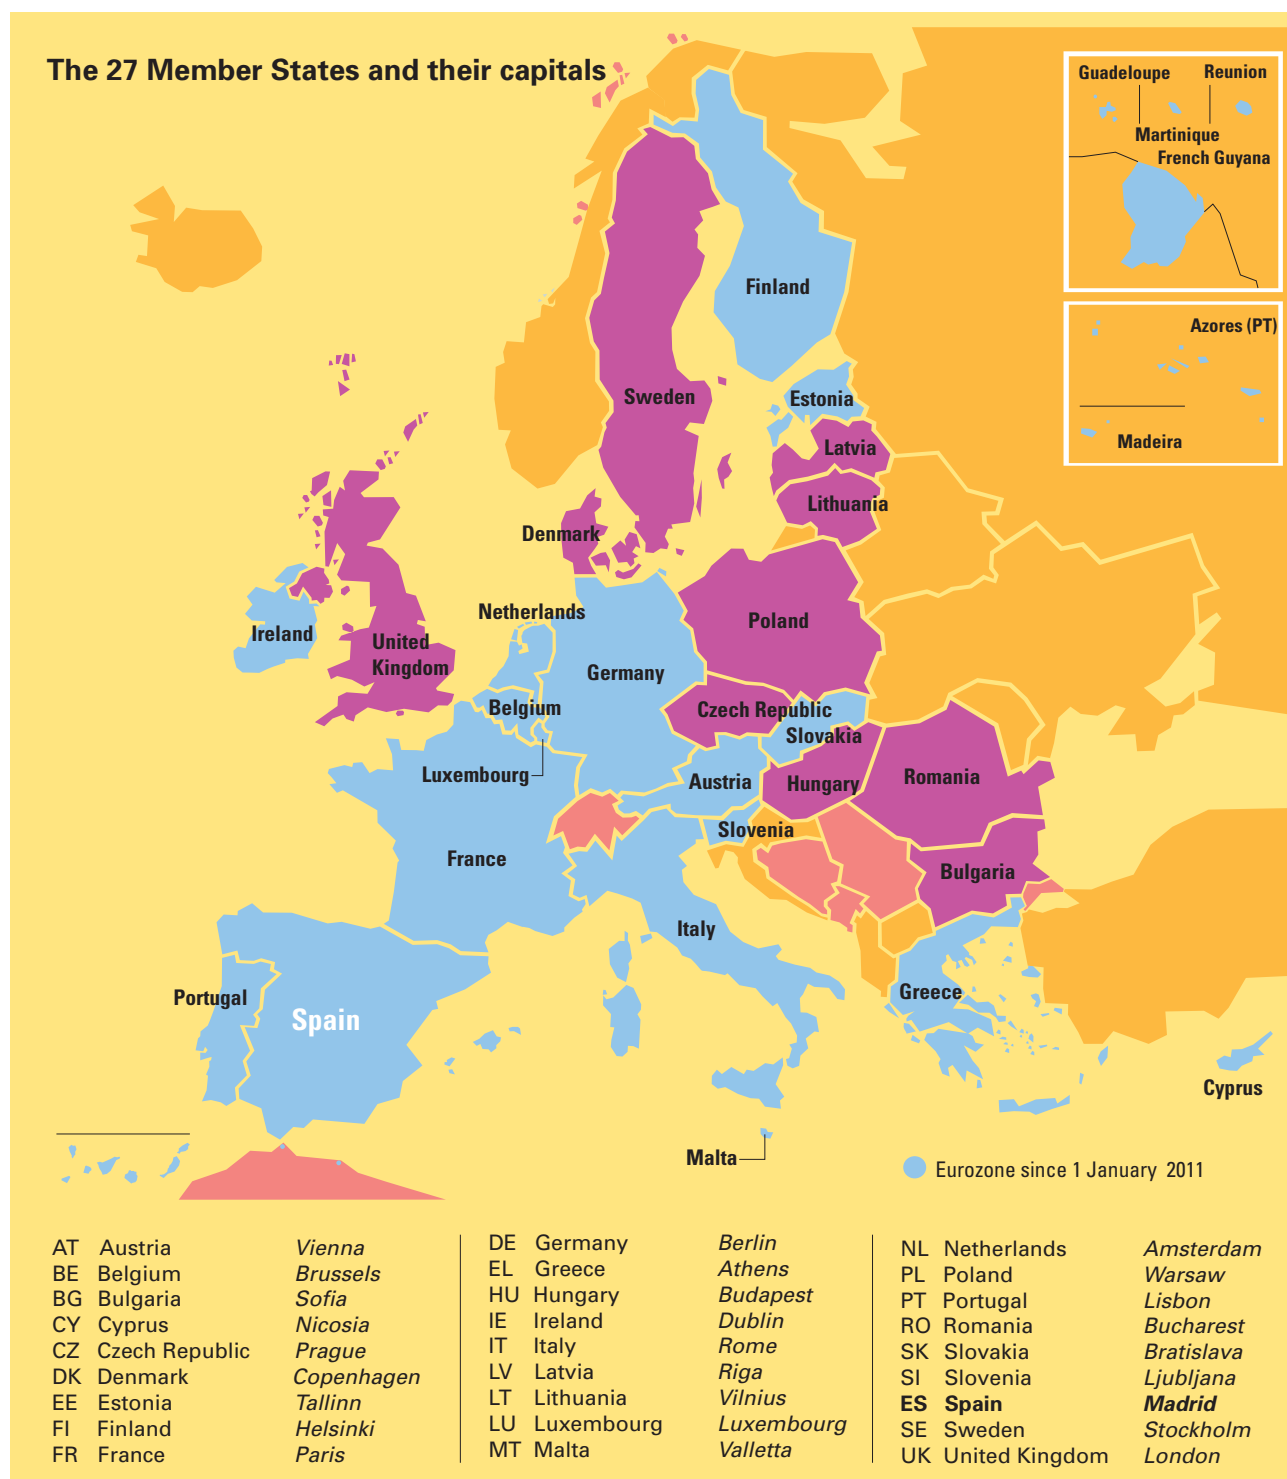 The 27 Member States and their capitals
Guadeloupe
Reunion
Martinique
French Guyana
Azores (PT)
Madeira
Finland
Sweden
Estonia
Latvia
Lithuania
Denmark
Netherlands
Ireland
United
Kingdom
Poland
Germany
Belgium
Czech Republic
Slovakia
Luxembourg
Austria
Hungary
Romania
Slovenia
France
Bulgaria
Italy
Portugal
Spain
Greece
Cyprus
Malta
Eurozone since 1 January 2011
AT Austria Vienna
BE Belgium Brussels
BG Bulgaria Sofia
CY Cyprus Nicosia
CZ Czech Republic Prague
DK Denmark Copenhagen
EE Estonia Tallinn
FI Finland Helsinki
FR France Paris
DE Germany Berlin
EL Greece Athens
HU Hungary Budapest
IE Ireland Dublin
IT Italy Rome
LV Latvia Riga
LT Lithuania Vilnius
LU Luxembourg Luxembourg
MT Malta Valletta
NL Netherlands Amsterdam
PL Poland Warsaw
PT Portugal Lisbon
RO Romania Bucharest
SK Slovakia Bratislava
SI Slovenia Ljubljana
ES Spain Madrid
SE Sweden Stockholm
UK United Kingdom London